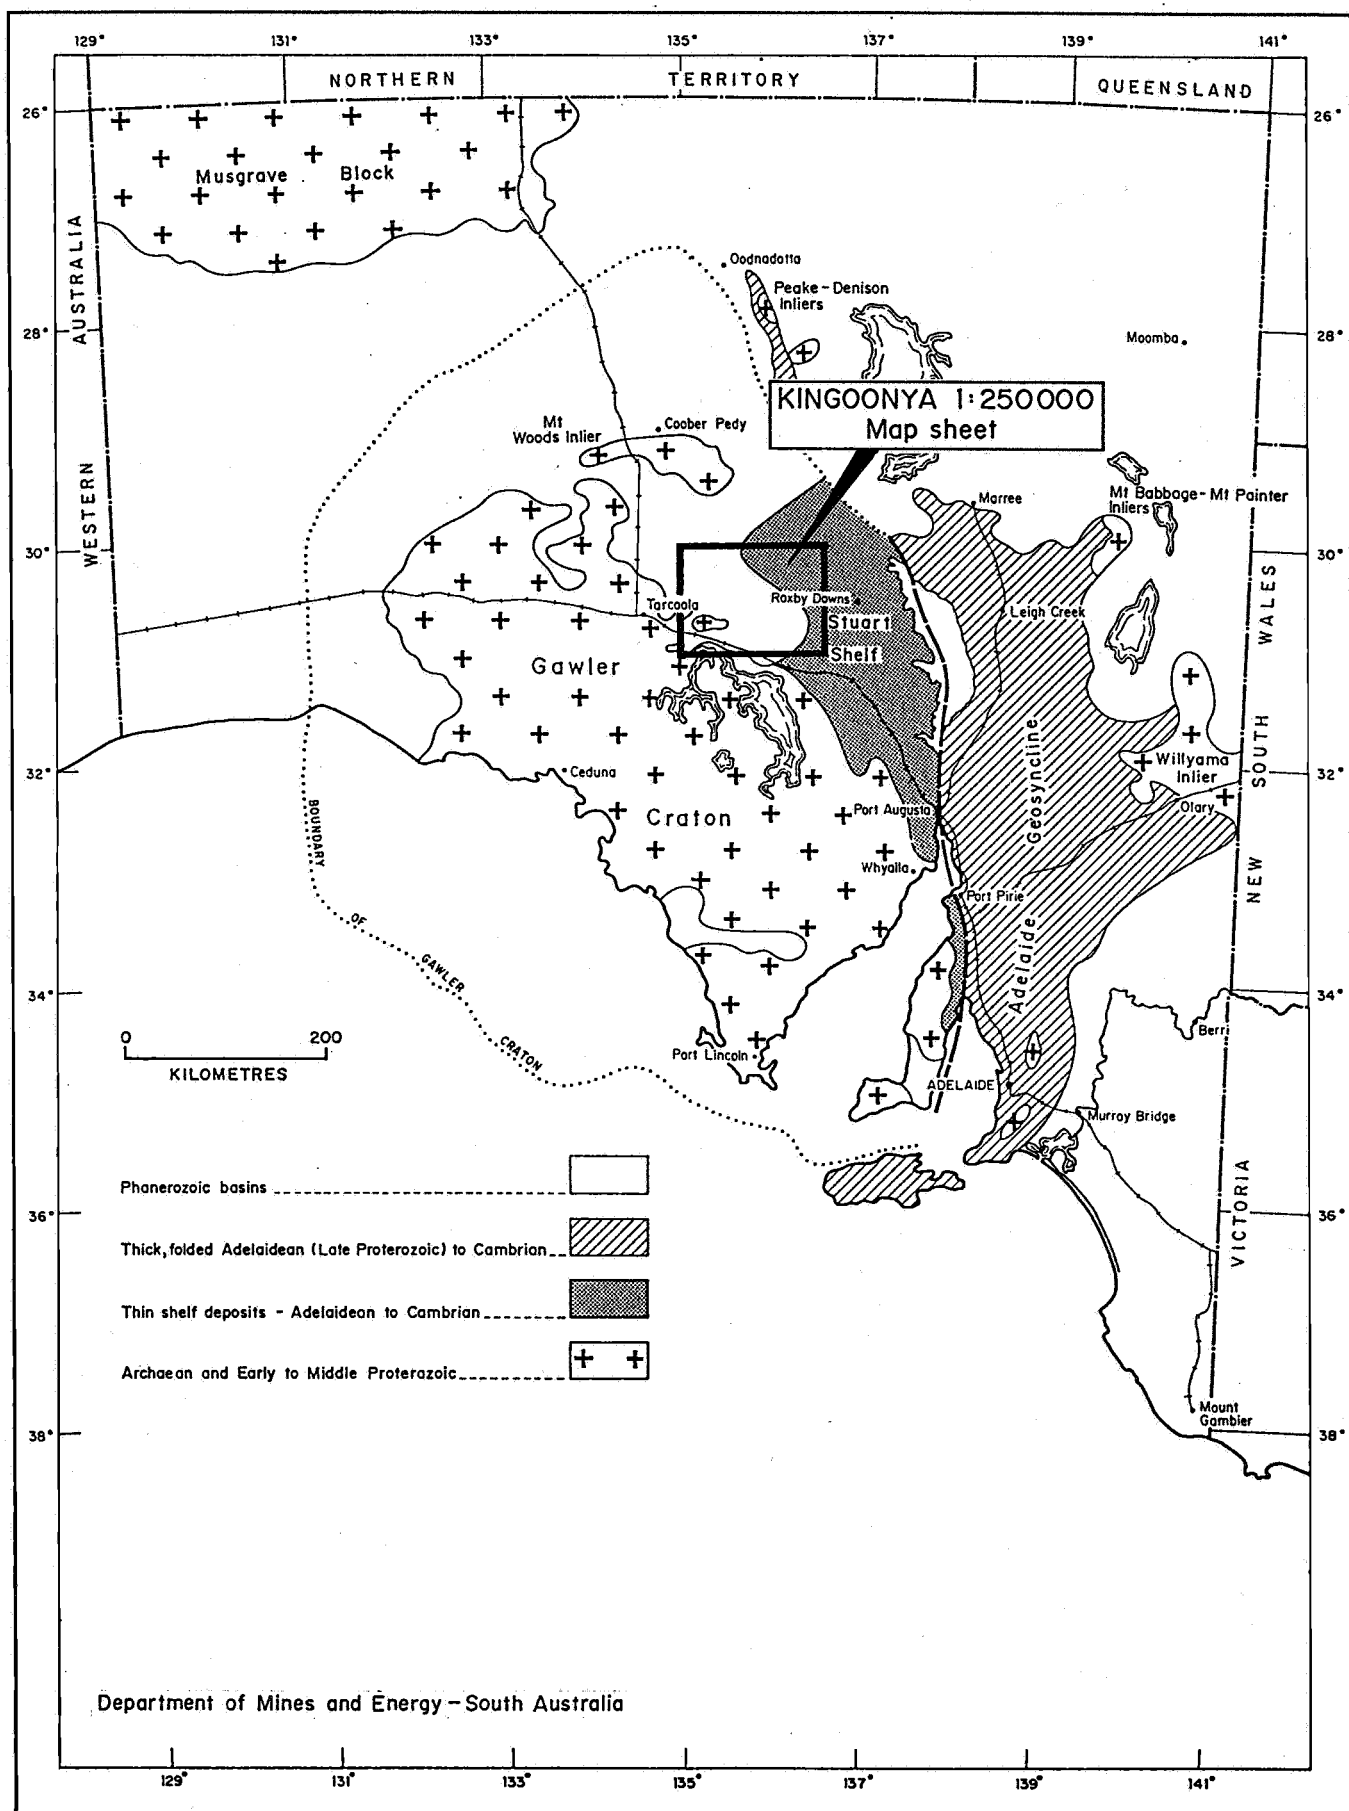 129° 131° 133° 135° 137° 139° 141°
NORTHERN TERRITORY
QUEENSLAND
26° 26°
Musgrave Block
WESTERN AUSTRALIA
Oodnadatta
Peake-Denison
Inliers
28° 28°
Moomba
KINGOONYA 1:250000
Map sheet
Mt
Woods Inlier
Coober Pedy
Marree
Mt Babbage-Mt Painter
Inliers
30° 30°
Tarcoola
Roxby Downs
Leigh Creek
Stuart
Shelf
Gawler
NEW SOUTH WALES
Ceduna
32° 32°
Willyama
Inlier
Olary
Craton
Port Augusta
Adelaide Geosyncline
Whyalla
Port Pirie
BOUNDARY
OF
GAWLER
CRATON
34° 34°
Berri
0 200
KILOMETRES
Port Lincoln
ADELAIDE
Murray Bridge
Phanerozoic basins
VICTORIA
36° 36°
Thick, folded Adelaidean (Late Proterozoic) to Cambrian
Thin shelf deposits - Adelaidean to Cambrian
Archaean and Early to Middle Proterazoic
Mount
Gambier
38° 38°
Department of Mines and Energy-South Australia
129° 131° 133° 135° 137° 139° 141°